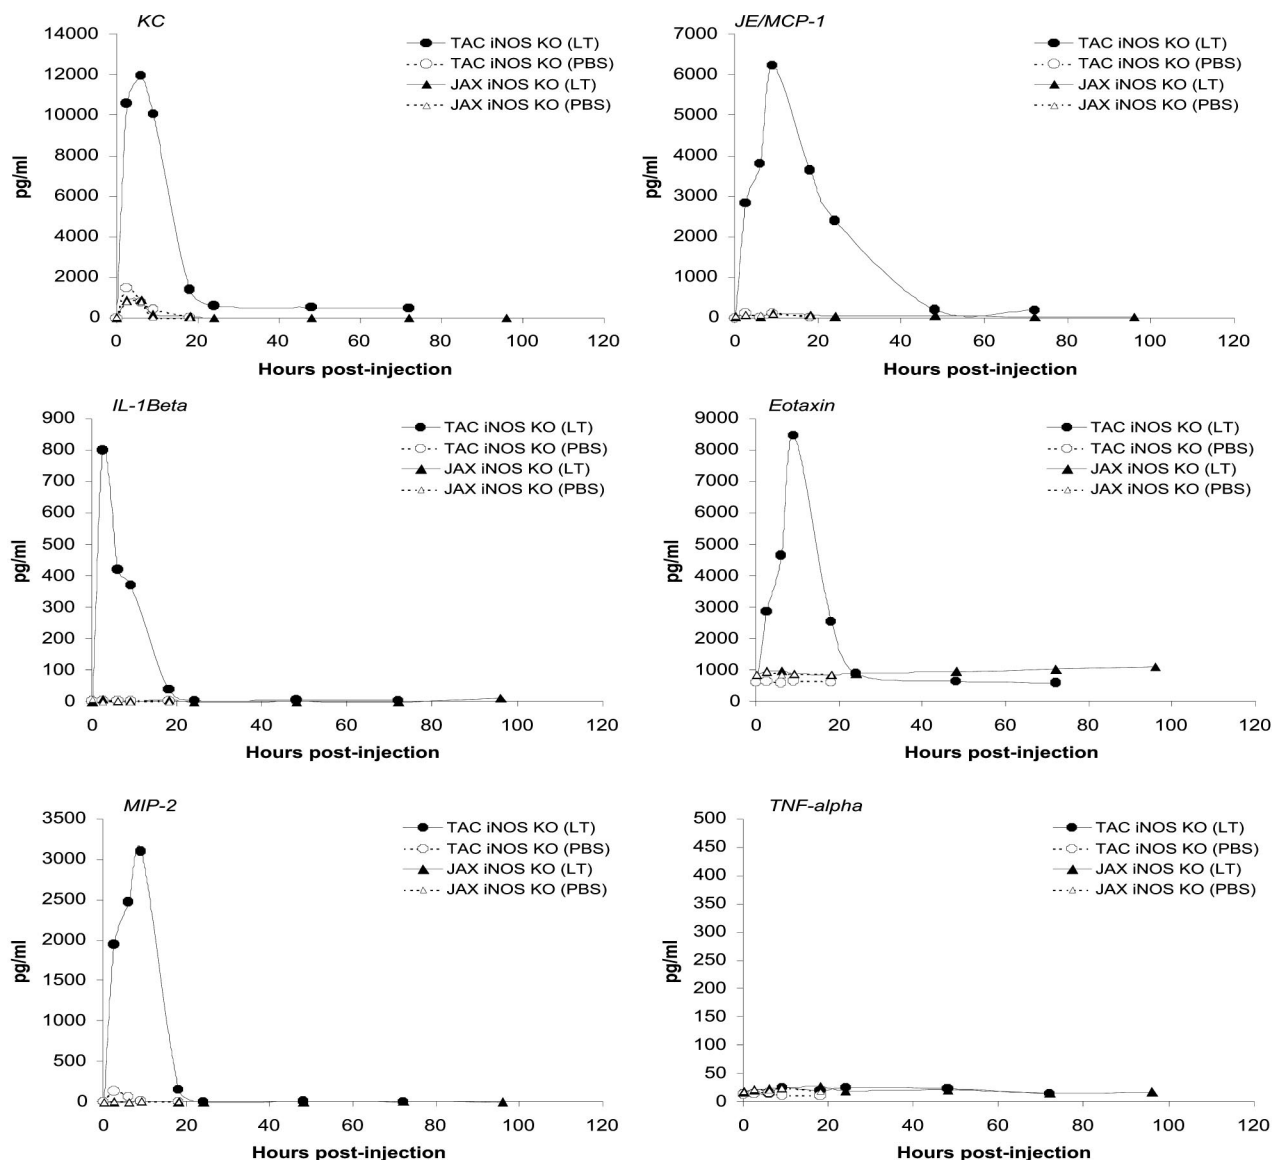 KC
14000
12000
10000
8000
6000
4000
2000
0
pg/ml
TAC iNOS KO (LT)
TAC iNOS KO (PBS)
JAX iNOS KO (LT)
JAX iNOS KO (PBS)
0 20 40 60 80 100 120
Hours post-injection
JE/MCP-1
7000
6000
5000
4000
3000
2000
1000
0
pg/ml
TAC iNOS KO (LT)
TAC iNOS KO (PBS)
JAX iNOS KO (LT)
JAX iNOS KO (PBS)
0 20 40 60 80 100 120
Hours post-injection
IL-1Beta
900
800
700
600
500
400
300
200
100
0
pg/ml
TAC iNOS KO (LT)
TAC iNOS KO (PBS)
JAX iNOS KO (LT)
JAX iNOS KO (PBS)
0 20 40 60 80 100 120
Hours post-injection
Eotaxin
9000
8000
7000
6000
5000
4000
3000
2000
1000
0
pg/ml
TAC iNOS KO (LT)
TAC iNOS KO (PBS)
JAX iNOS KO (LT)
JAX iNOS KO (PBS)
0 20 40 60 80 100 120
Hours post-injection
MIP-2
3500
3000
2500
2000
1500
1000
500
0
pg/ml
TAC iNOS KO (LT)
TAC iNOS KO (PBS)
JAX iNOS KO (LT)
JAX iNOS KO (PBS)
0 20 40 60 80 100 120
Hours post-injection
TNF-alpha
500
450
400
350
300
250
200
150
100
50
0
pg/ml
TAC iNOS KO (LT)
TAC iNOS KO (PBS)
JAX iNOS KO (LT)
JAX iNOS KO (PBS)
0 20 40 60 80 100 120
Hours post-injection